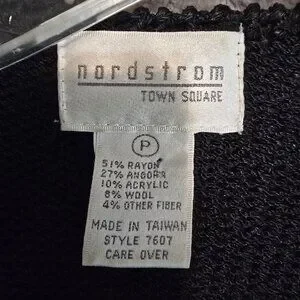 nordstrom
TOWN SQUARE
P
51% RAYON
27% ANGORA
10% ACRYLIC
8% WOOL
4% OTHER FIBER
MADE IN TAIWAN
STYLE 7607
CARE OVER